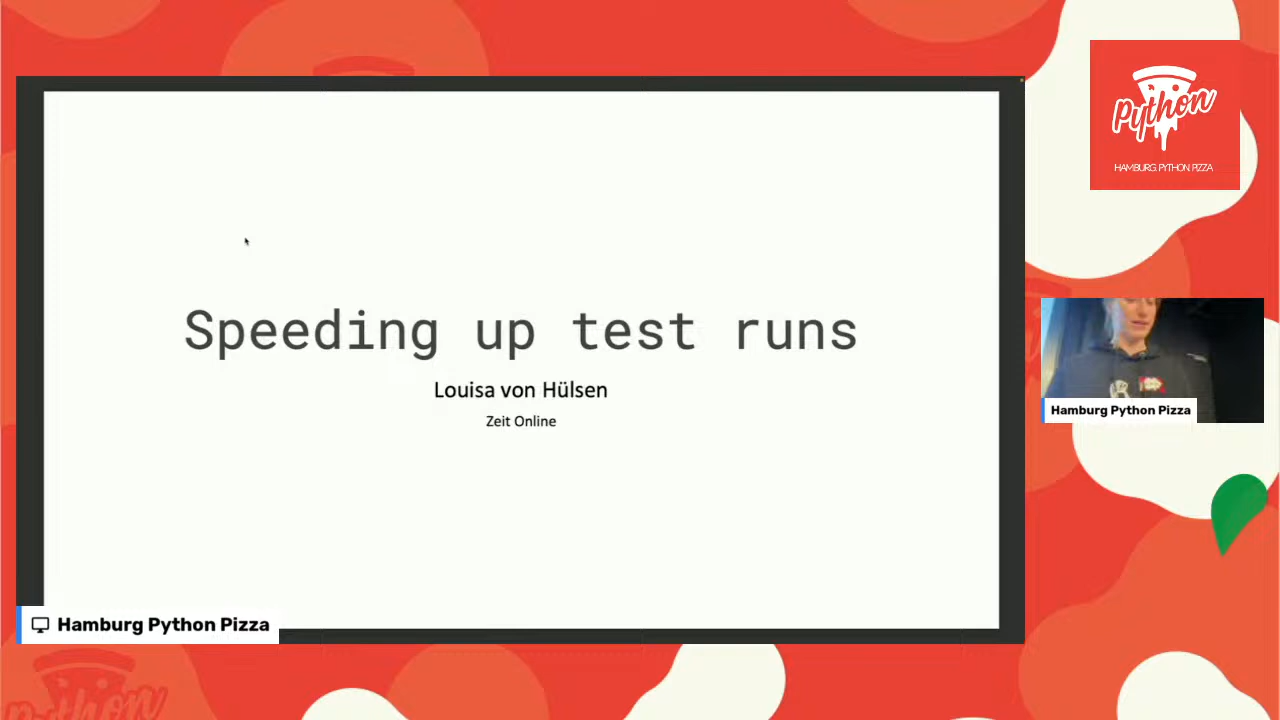 Speeding up test runs
Louisa von Hülsen
Zeit Online
Hamburg Python Pizza
Python
HAMBURG.PYTHON.PIZZA
Hamburg Python Pizza
Python